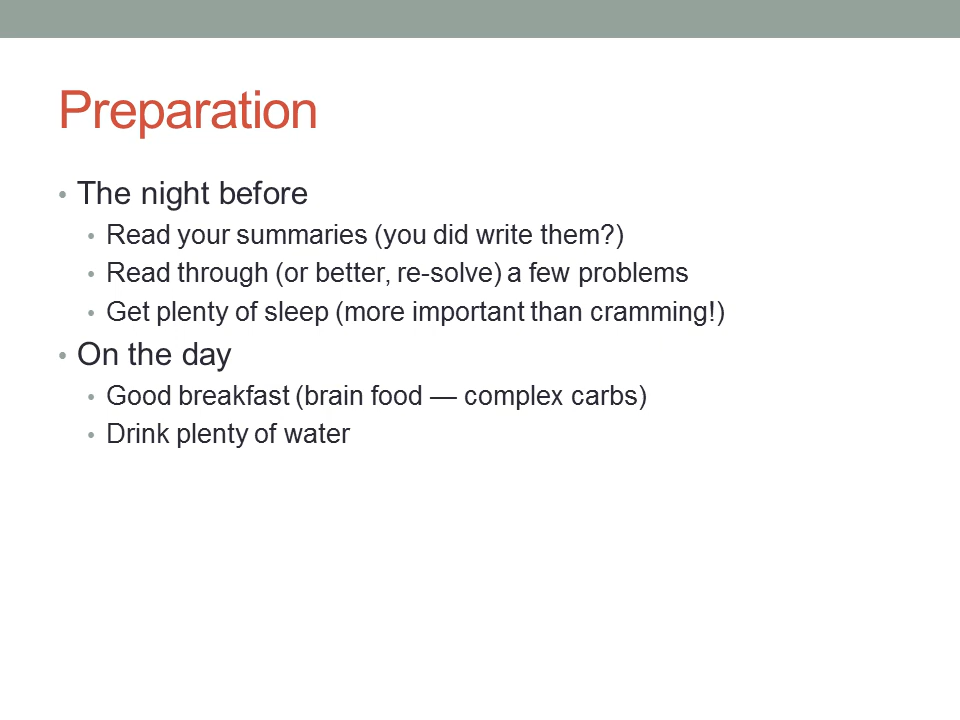 Preparation
• The night before
• Read your summaries (you did write them?)
• Read through (or better, re-solve) a few problems
• Get plenty of sleep (more important than cramming!)
• On the day
• Good breakfast (brain food — complex carbs)
• Drink plenty of water